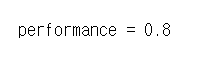 performance = 0.8